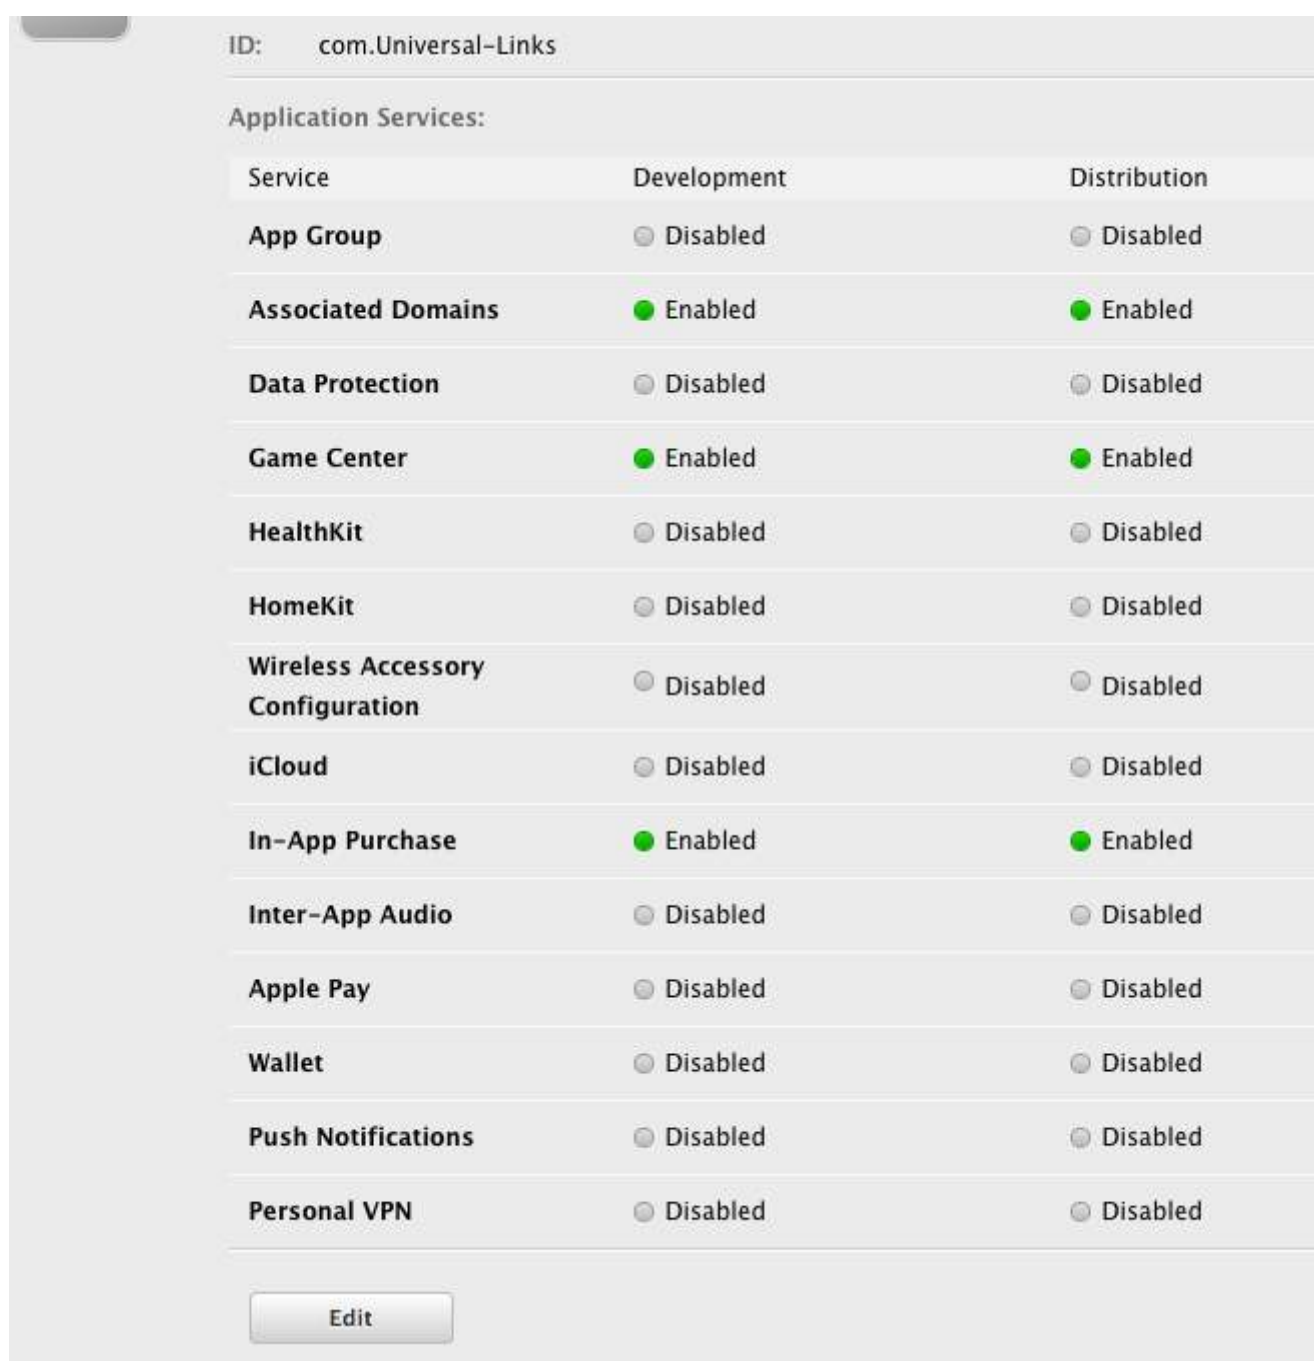 ID: com.Universal-Links
Application Services:
Service Development Distribution
App Group Disabled Disabled
Associated Domains Enabled Enabled
Data Protection Disabled Disabled
Game Center Enabled Enabled
HealthKit Disabled Disabled
HomeKit Disabled Disabled
Wireless Accessory
Configuration Disabled Disabled
iCloud Disabled Disabled
In-App Purchase Enabled Enabled
Inter-App Audio Disabled Disabled
Apple Pay Disabled Disabled
Wallet Disabled Disabled
Push Notifications Disabled Disabled
Personal VPN Disabled Disabled
Edit